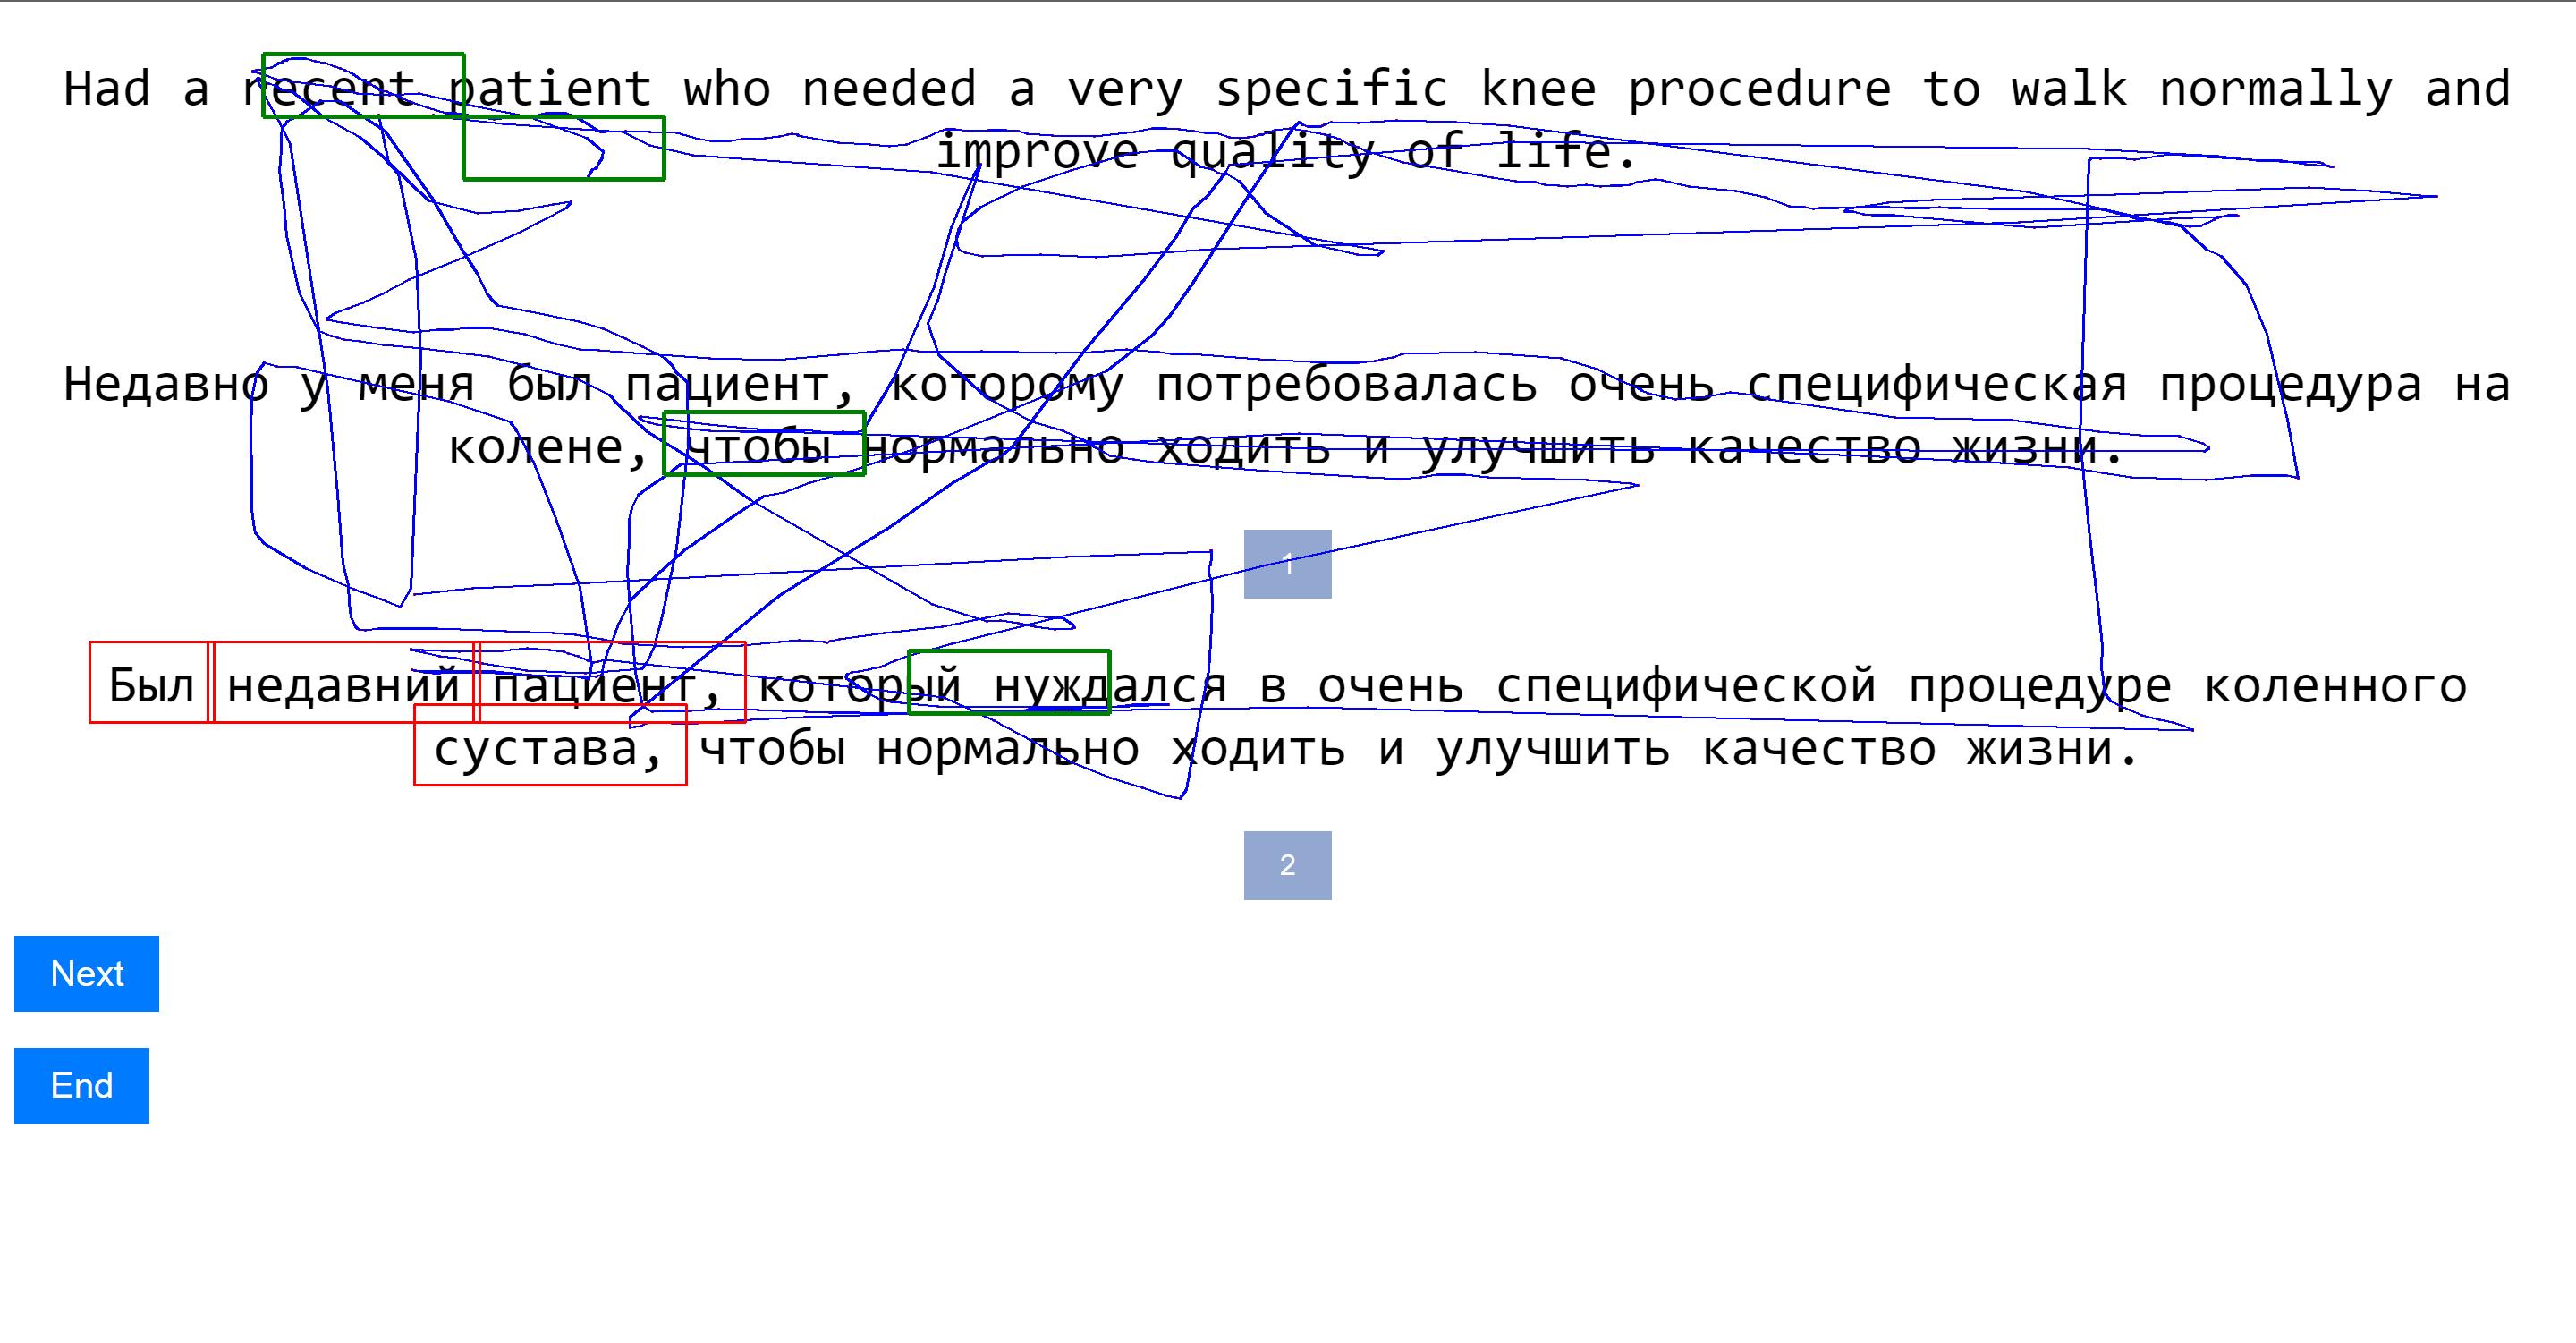 Had a recent patient who needed a very specific knee procedure to walk normally and
improve quality of life.
Недавно у меня был пациент, которому потребовалась очень специфическая процедура на
колене, чтобы нормально ходить и улучшить качество жизни.
1
Был недавний пациент, который нуждался в очень специфической процедуре коленного
сустава, чтобы нормально ходить и улучшить качество жизни.
2
Next
End